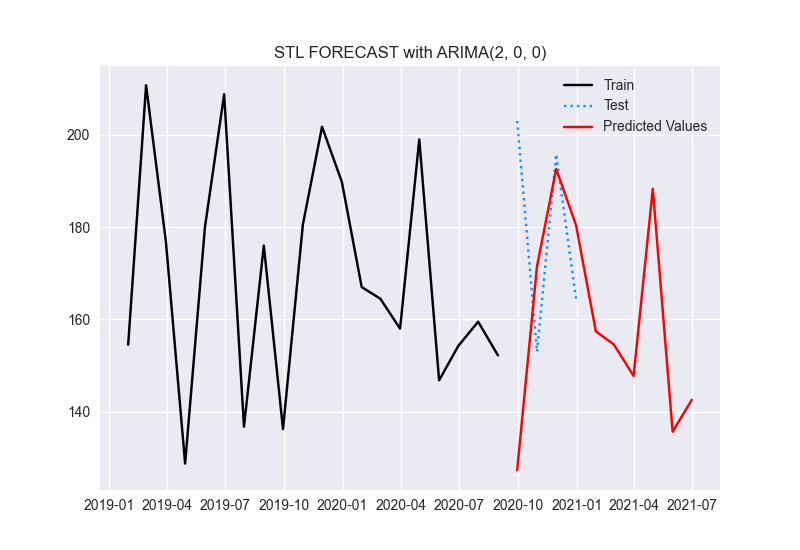 STL FORECAST with ARIMA(2, 0, 0)
Train
Test
Predicted Values
200
180
160
140
2019-01 2019-04 2019-07 2019-10 2020-01 2020-04 2020-07 2020-10 2021-01 2021-04 2021-07